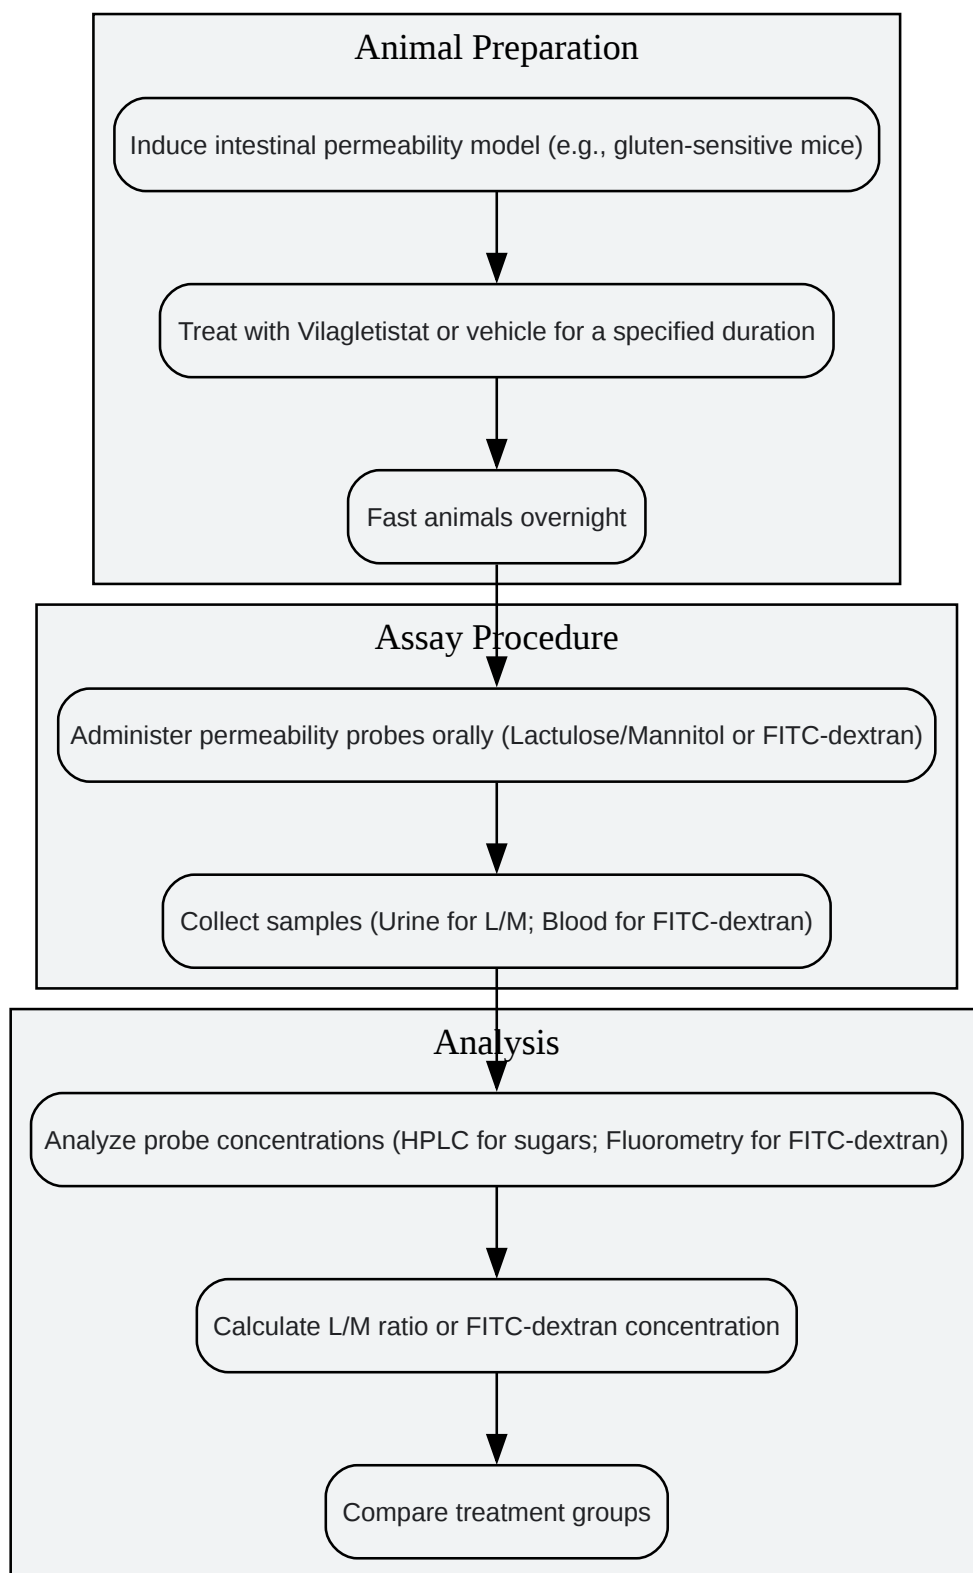 Animal Preparation
Induce intestinal permeability model (e.g., gluten-sensitive mice)
Treat with Vilagletistat or vehicle for a specified duration
Fast animals overnight
Assay Procedure
Administer permeability probes orally (Lactulose/Mannitol or FITC-dextran)
Collect samples (Urine for L/M; Blood for FITC-dextran)
Analysis
Analyze probe concentrations (HPLC for sugars; Fluorometry for FITC-dextran)
Calculate L/M ratio or FITC-dextran concentration
Compare treatment groups